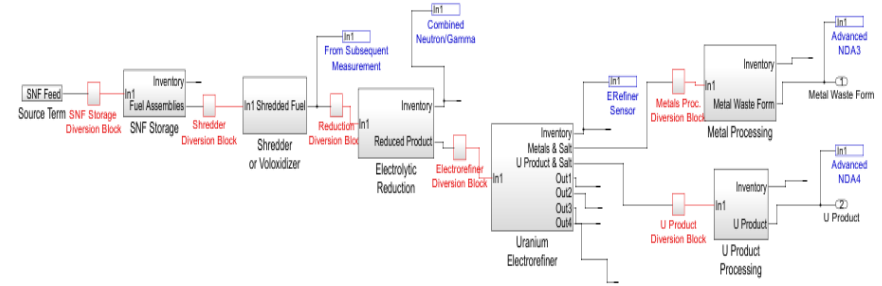 SNF Feed
Source Term
SNF Storage
Diversion Block
In1
Inventory
Fuel Assemblies
SNF Storage
Shredder
Diversion Block
In1 Shredded Fuel
Shredder
or Voloxidizer
In1
From Subsequent
Measurement
Reduction
Diversion Block
In1
Combined
Neutron/Gamma
In1
Inventory
Reduced Product
Electrolytic
Reduction
Electrorefiner
Diversion Block
In1
Inventory
Metals & Salt
U Product & Salt
Out1
Out2
Out3
Out4
Uranium
Electrorefiner
In1
ERefiner
Sensor
Metals Proc.
Diversion Block
In1
Inventory
Metal Waste Form
Metal Processing
In1
Advanced
NDA3
1
Metal Waste Form
U Product
Diversion Block
In1
Inventory
U Product
U Product
Processing
In1
Advanced
NDA4
2
U Product